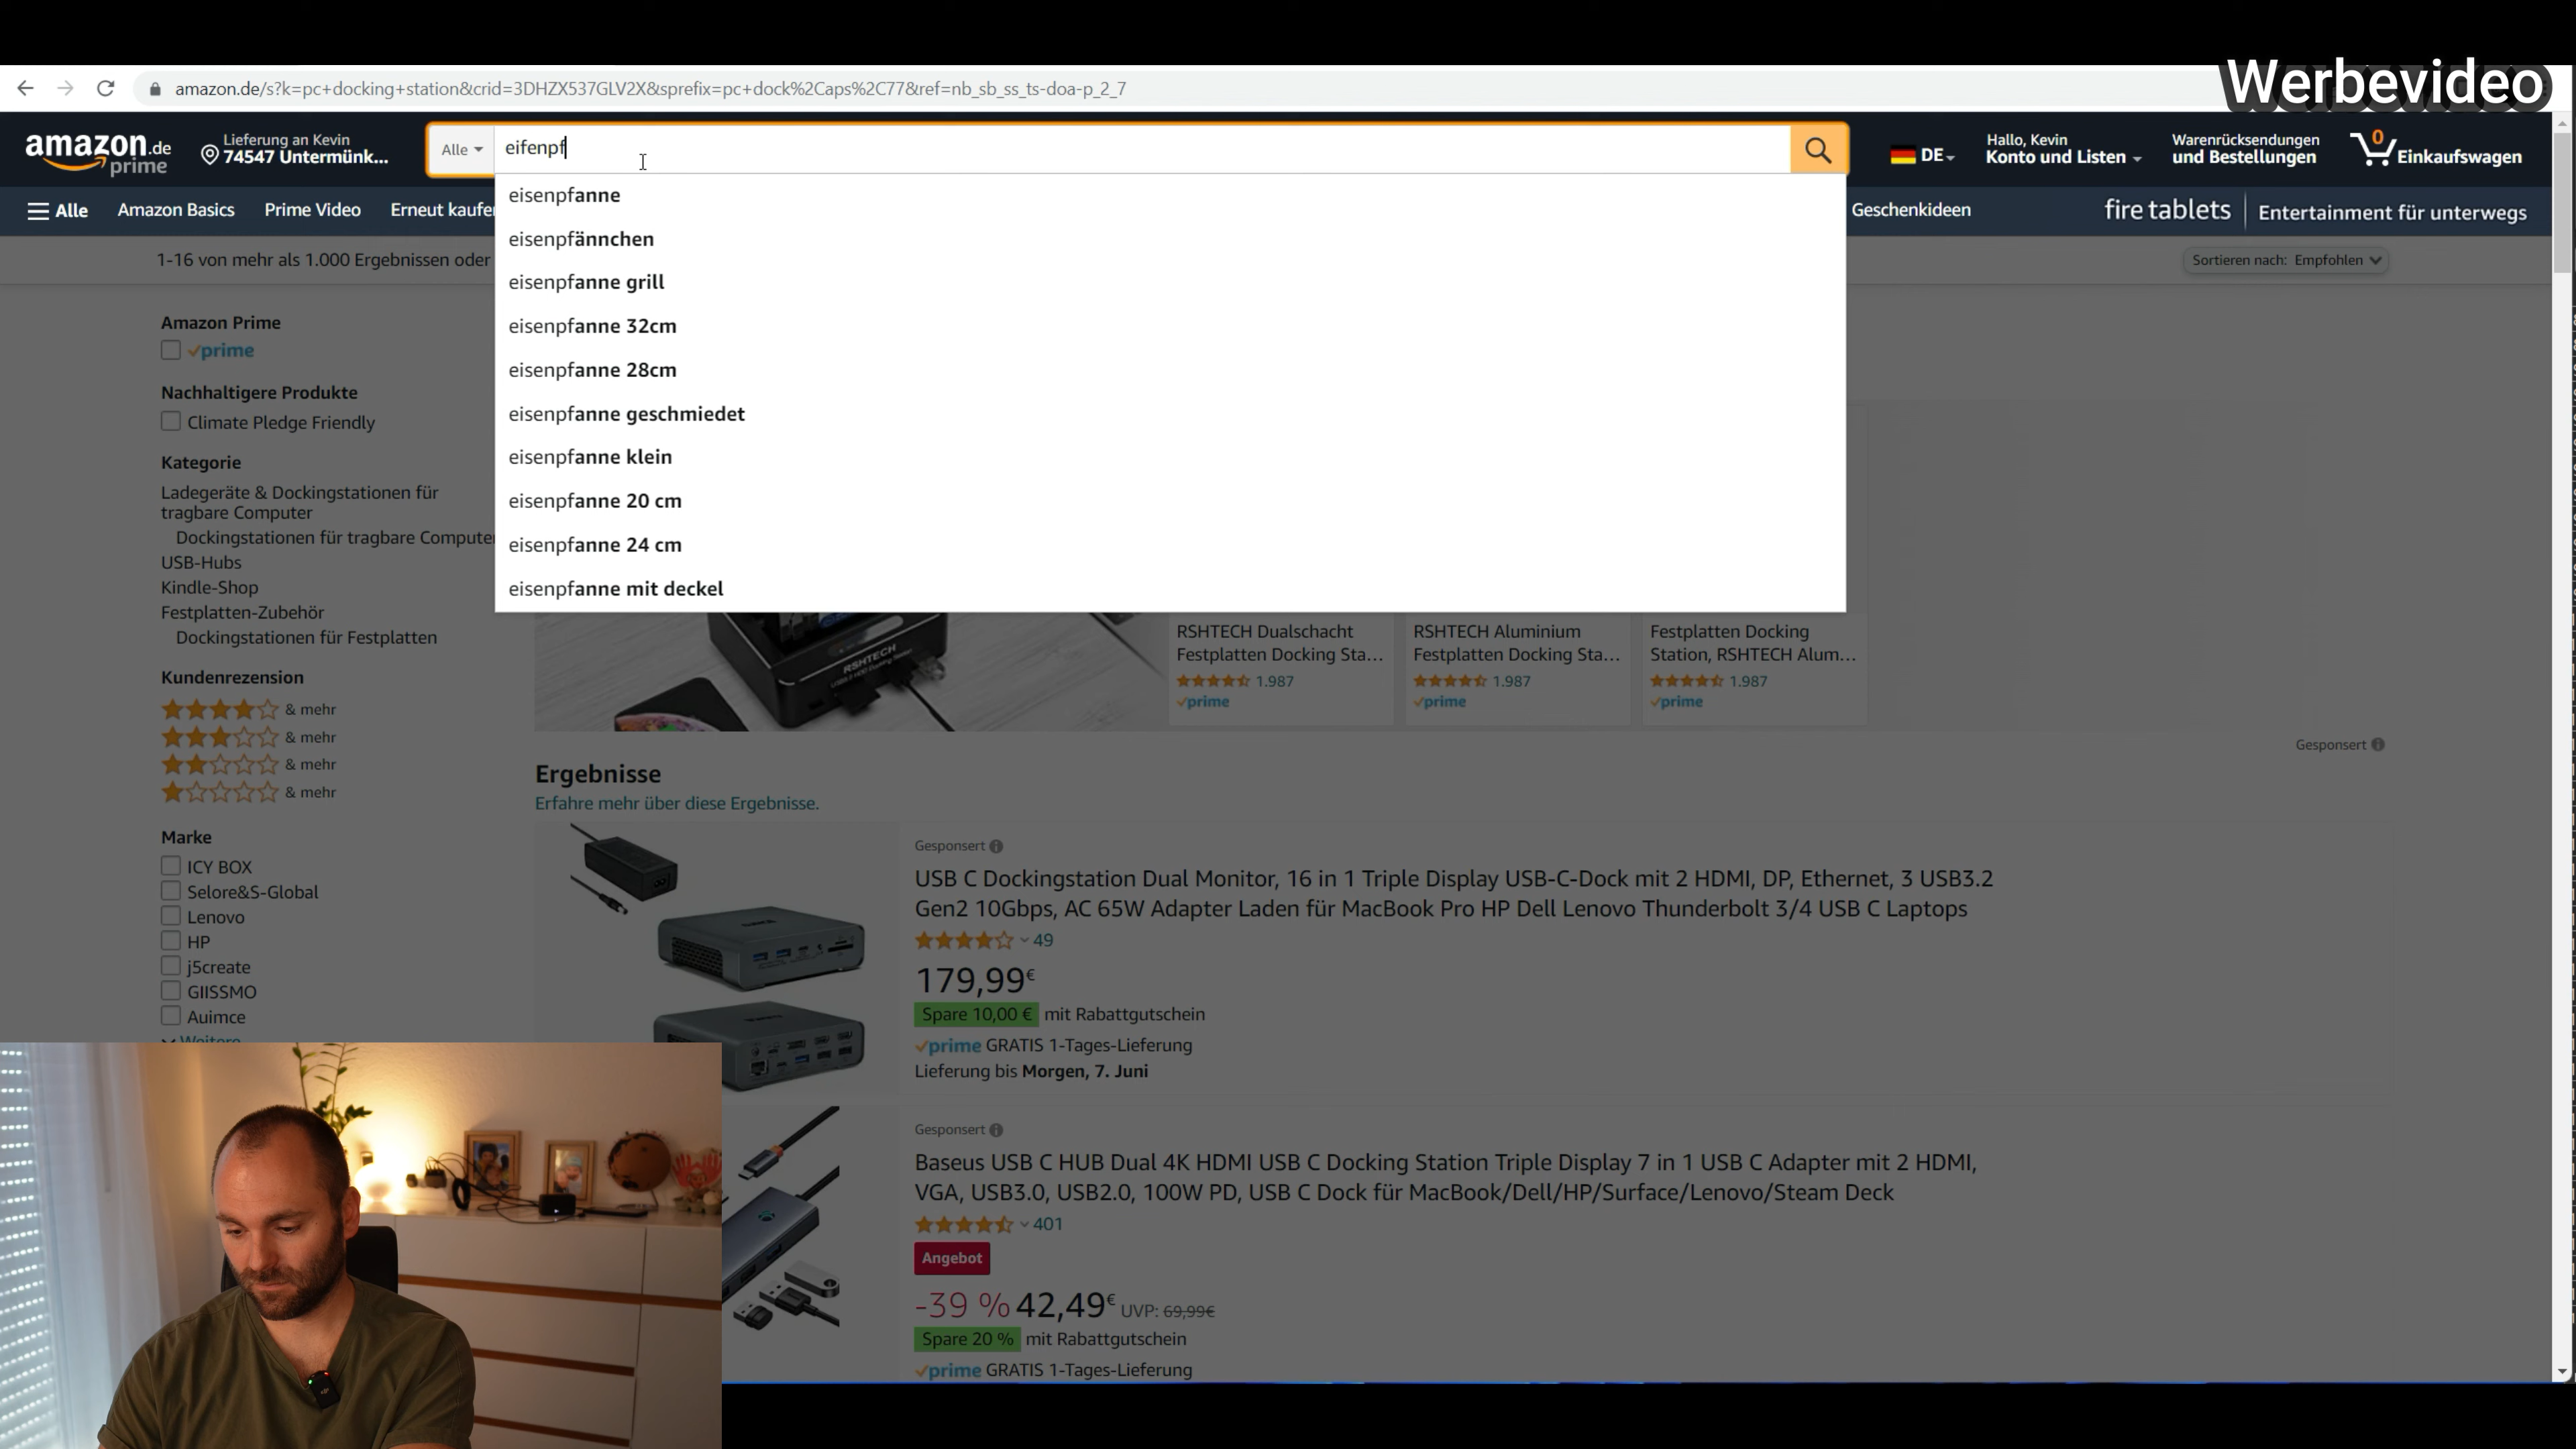 Werbevideo
amazon.de/s?k=pc+docking+station&crid=3DHZX537GLV2X&sprefix=pc+dock%2Caps%2C77&ref=nb_sb_ss_ts-doa-p_2_7
amazon.de
prime
Lieferung an Kevin
74547 Untermünk...
Alle
eifenpf
DE
Hallo, Kevin
Konto und Listen
Warenrücksendungen
und Bestellungen
0
Einkaufswagen
Alle
Amazon Basics
Prime Video
Erneut kaufen
Geschenkideen
fire tablets
Entertainment für unterwegs
eisenpfanne
eisenpfännchen
eisenpfanne grill
eisenpfanne 32cm
eisenpfanne 28cm
eisenpfanne geschmiedet
eisenpfanne klein
eisenpfanne 20 cm
eisenpfanne 24 cm
eisenpfanne mit deckel
1-16 von mehr als 1.000 Ergebnissen oder
Sortieren nach: Empfohlen
Amazon Prime
prime
Nachhaltigere Produkte
Climate Pledge Friendly
Kategorie
Ladegeräte & Dockingstationen für
tragbare Computer
Dockingstationen für tragbare Computer
USB-Hubs
Kindle-Shop
Festplatten-Zubehör
Dockingstationen für Festplatten
Kundenrezension
& mehr
& mehr
& mehr
& mehr
Marke
ICY BOX
Selore&S-Global
Lenovo
HP
j5create
GIISSMO
Auimce
Weitere
RSHTECH
RSHTECH Dualschacht
Festplatten Docking Sta...
1.987
prime
RSHTECH Aluminium
Festplatten Docking Sta...
1.987
prime
Festplatten Docking
Station, RSHTECH Alum...
1.987
prime
Gesponsert
Ergebnisse
Erfahre mehr über diese Ergebnisse.
Gesponsert
USB C Dockingstation Dual Monitor, 16 in 1 Triple Display USB-C-Dock mit 2 HDMI, DP, Ethernet, 3 USB3.2
Gen2 10Gbps, AC 65W Adapter Laden für MacBook Pro HP Dell Lenovo Thunderbolt 3/4 USB C Laptops
49
179,99€
Spare 10,00 € mit Rabattgutschein
prime GRATIS 1-Tages-Lieferung
Lieferung bis Morgen, 7. Juni
Gesponsert
Baseus USB C HUB Dual 4K HDMI USB C Docking Station Triple Display 7 in 1 USB C Adapter mit 2 HDMI,
VGA, USB3.0, USB2.0, 100W PD, USB C Dock für MacBook/Dell/HP/Surface/Lenovo/Steam Deck
401
Angebot
-39 % 42,49€ UVP: 69,99€
Spare 20 % mit Rabattgutschein
prime GRATIS 1-Tages-Lieferung